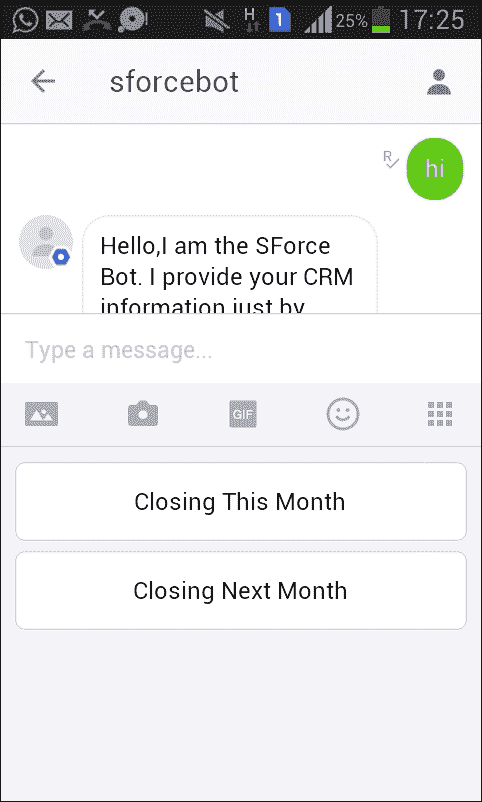 H 1 25% 17:25
sforcebot
R
hi
Hello,I am the SForce
Bot. I provide your CRM
information just by
Type a message...
GIF
Closing This Month
Closing Next Month